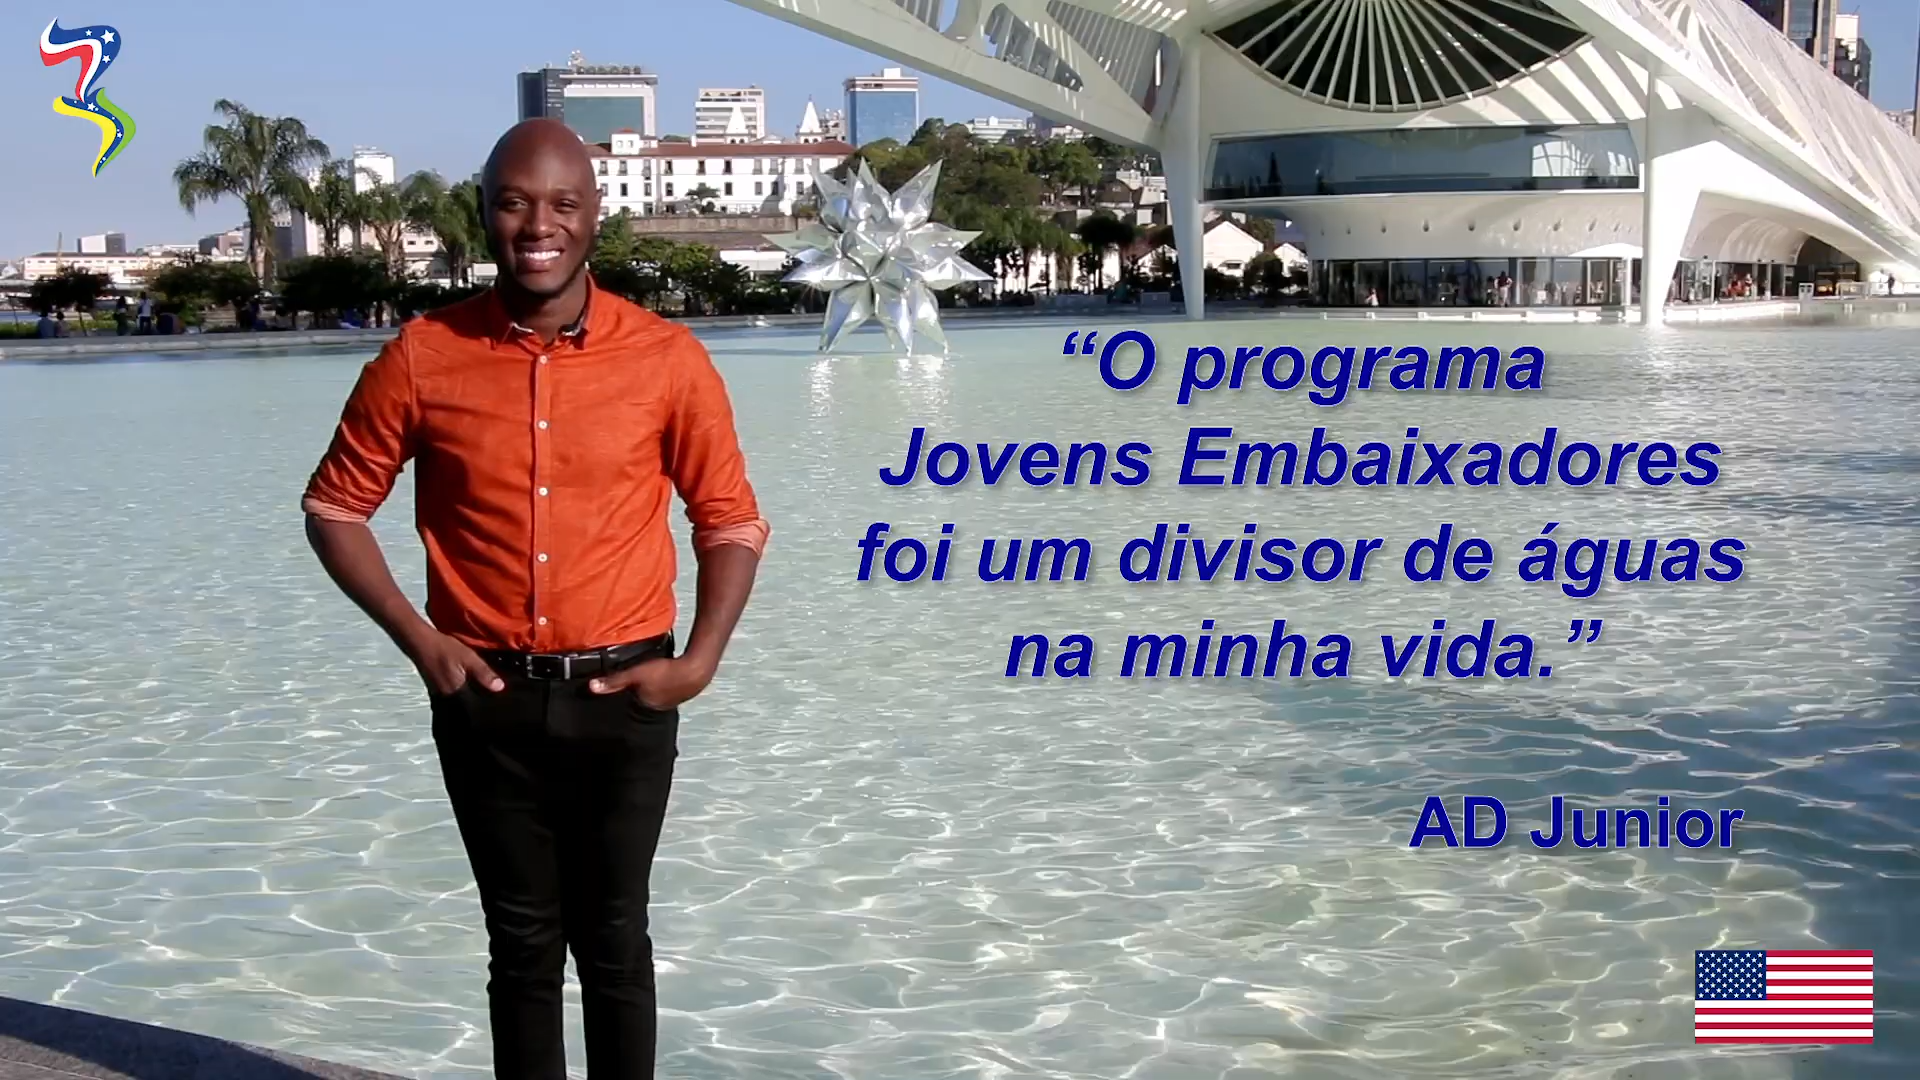 “O programa
Jovens Embaixadores
foi um divisor de águas
na minha vida.”
AD Junior